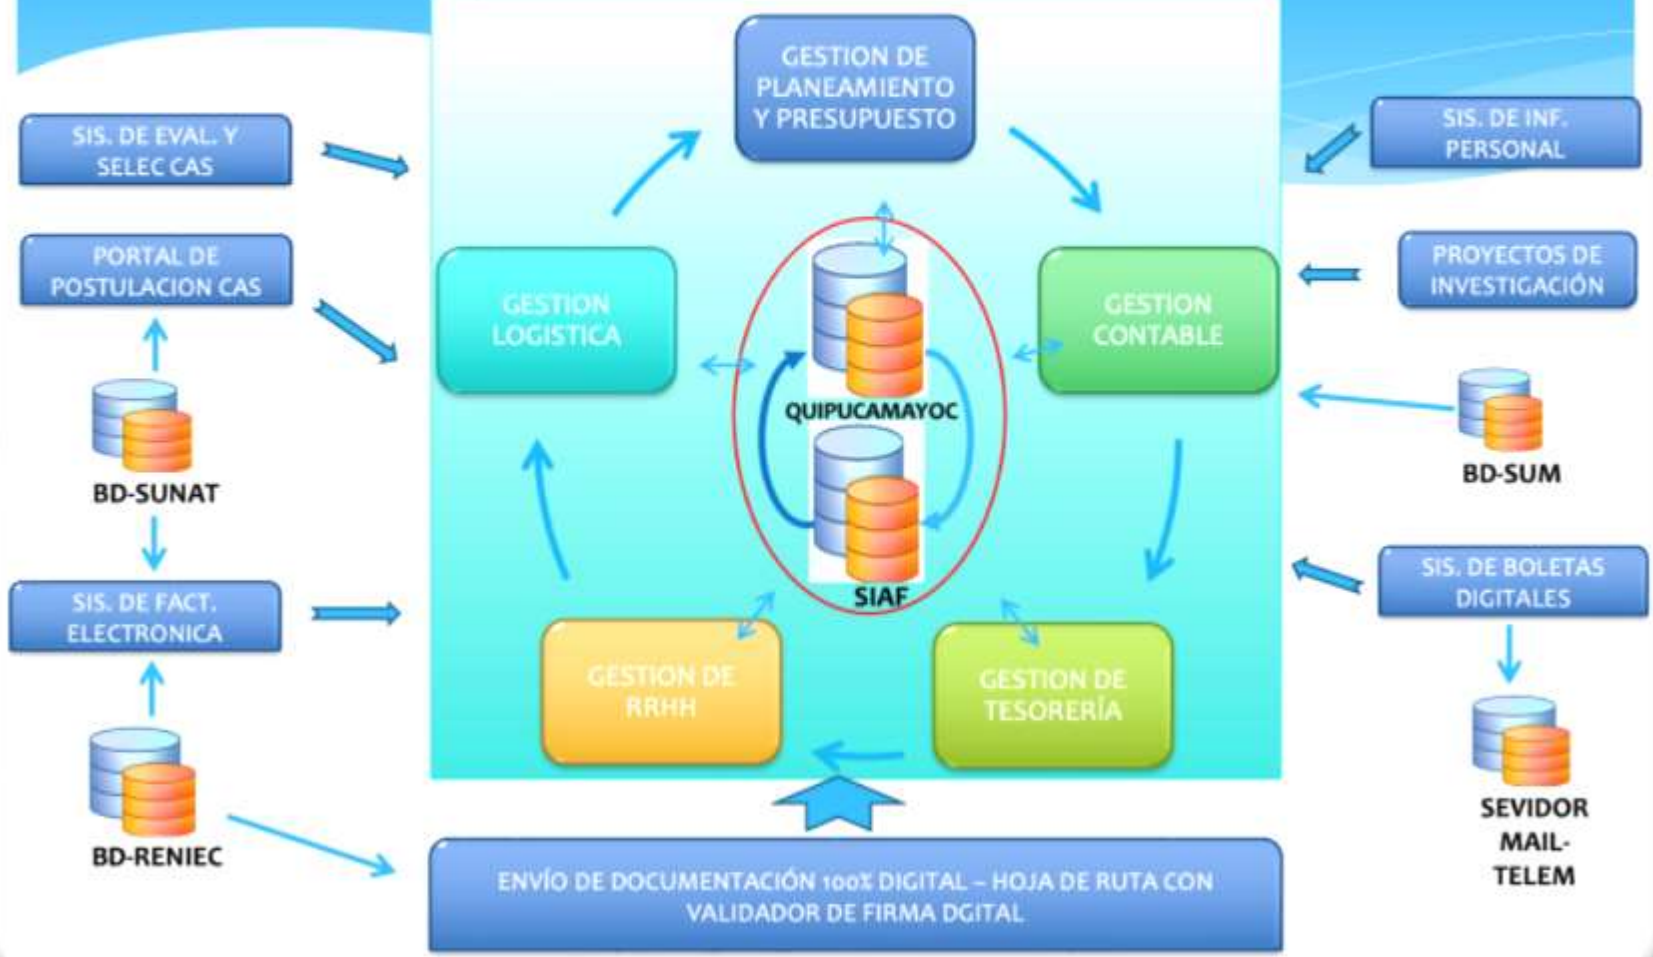 GESTION DE
PLANEAMIENTO
Y PRESUPUESTO
SIS. DE EVAL. Y
SELEC CAS
SIS. DE INF.
PERSONAL
PORTAL DE
POSTULACION CAS
GESTION
LOGISTICA
GESTION
CONTABLE
PROYECTOS DE
INVESTIGACIÓN
QUIPUCAMAYOC
BD-SUNAT
BD-SUM
SIAF
SIS. DE FACT.
ELECTRONICA
SIS. DE BOLETAS
DIGITALES
GESTION DE
RRHH
GESTION DE
TESORERÍA
BD-RENIEC
SEVIDOR
MAIL-
TELEM
ENVÍO DE DOCUMENTACIÓN 100% DIGITAL – HOJA DE RUTA CON
VALIDADOR DE FIRMA DGITAL